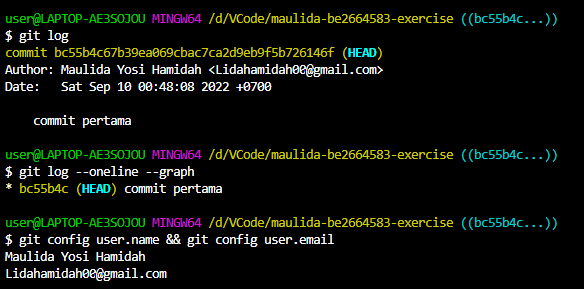 user@LAPTOP-AE3SOJOU MINGW64 /d/VCode/maulida-be2664583-exercise ((bc55b4c...))
$ git log
commit bc55b4c67b39ea069cbac7ca2d9eb9f5b726146f (HEAD)
Author: Maulida Yosi Hamidah <Lidahamidah00@gmail.com>
Date:   Sat Sep 10 00:48:08 2022 +0700

    commit pertama

user@LAPTOP-AE3SOJOU MINGW64 /d/VCode/maulida-be2664583-exercise ((bc55b4c...))
$ git log --oneline --graph
* bc55b4c (HEAD) commit pertama

user@LAPTOP-AE3SOJOU MINGW64 /d/VCode/maulida-be2664583-exercise ((bc55b4c...))
$ git config user.name && git config user.email
Maulida Yosi Hamidah
Lidahamidah00@gmail.com